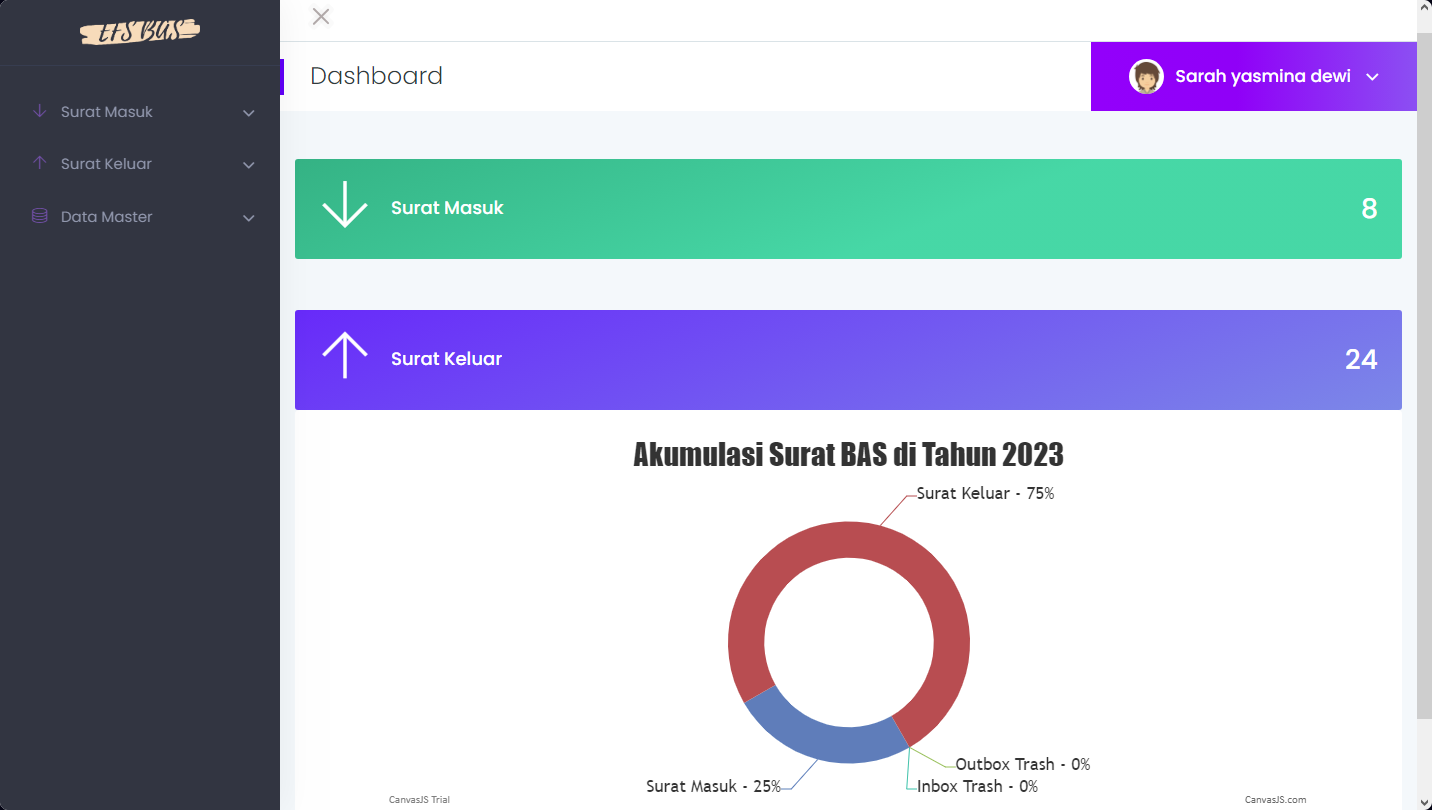 EFS BUS
Dashboard
Sarah yasmina dewi
Surat Masuk
Surat Keluar
Data Master
Surat Masuk
8
Surat Keluar
24
Akumulasi Surat BAS di Tahun 2023
Surat Keluar - 75%
Outbox Trash - 0%
Surat Masuk - 25%
Inbox Trash - 0%
CanvasJS Trial
CanvasJS.com